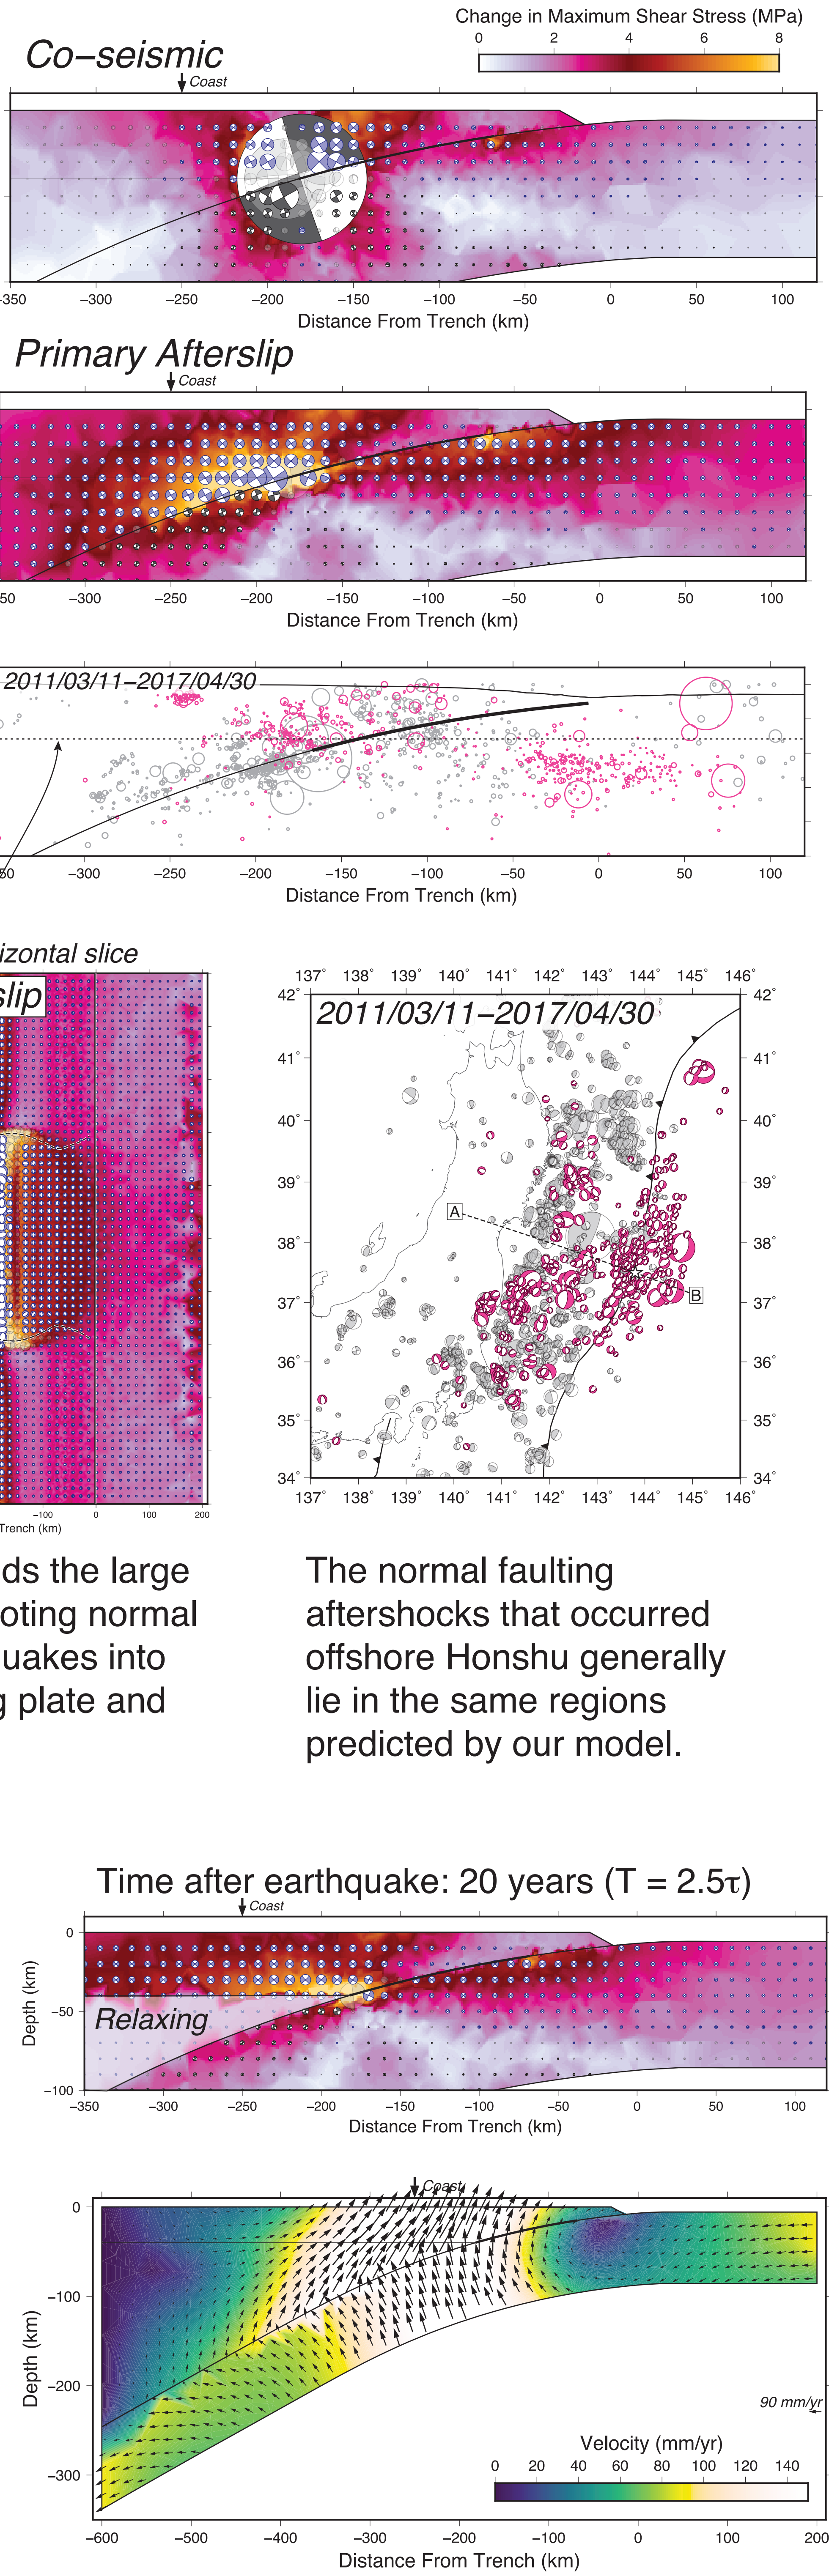 Change in Maximum Shear Stress (MPa)
0 2 4 6 8
Co−seismic
Coast
−350 −300 −250 −200 −150 −100 −50 0 50 100
Distance From Trench (km)
Primary Afterslip
Coast
50 −300 −250 −200 −150 −100 −50 0 50 100
Distance From Trench (km)
2011/03/11−2017/04/30
50 −300 −250 −200 −150 −100 −50 0 50 100
Distance From Trench (km)
izontal slice
slip
−100 0 100 200
Trench (km)
137˚ 138˚ 139˚ 140˚ 141˚ 142˚ 143˚ 144˚ 145˚ 146˚
42˚ 42˚
2011/03/11−2017/04/30
41˚ 41˚
40˚ 40˚
39˚ 39˚
A
38˚ 38˚
B
37˚ 37˚
36˚ 36˚
35˚ 35˚
34˚ 34˚
137˚ 138˚ 139˚ 140˚ 141˚ 142˚ 143˚ 144˚ 145˚ 146˚
ds the large
oting normal
uakes into
g plate and
The normal faulting
aftershocks that occurred
offshore Honshu generally
lie in the same regions
predicted by our model.
Time after earthquake: 20 years (T = 2.5τ)
Coast
0
−50
−100
Depth (km)
Relaxing
−350 −300 −250 −200 −150 −100 −50 0 50 100
Distance From Trench (km)
Coast
0
−100
−200
−300
Depth (km)
90 mm/yr
Velocity (mm/yr)
0 20 40 60 80 100 120 140
−600 −500 −400 −300 −200 −100 0 100 200
Distance From Trench (km)